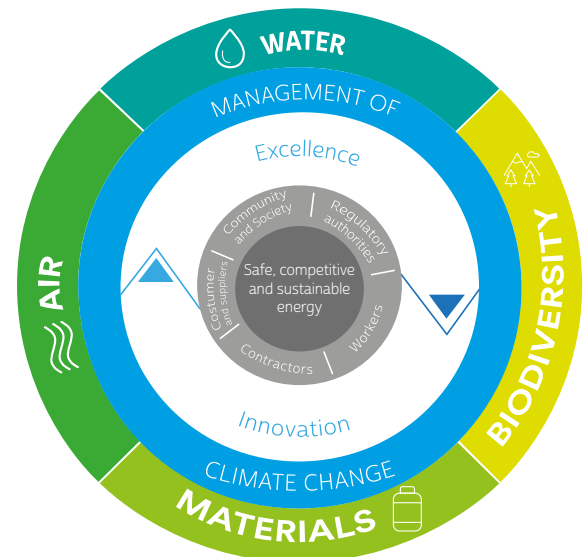 WATER
MANAGEMENT OF
Excellence
Community
and Society
Regulatory
authorities
Costumer
and suppliers
Safe, competitive
and sustainable
energy
Workers
Contractors
AIR
BIODIVERSITY
Innovation
CLIMATE CHANGE
MATERIALS